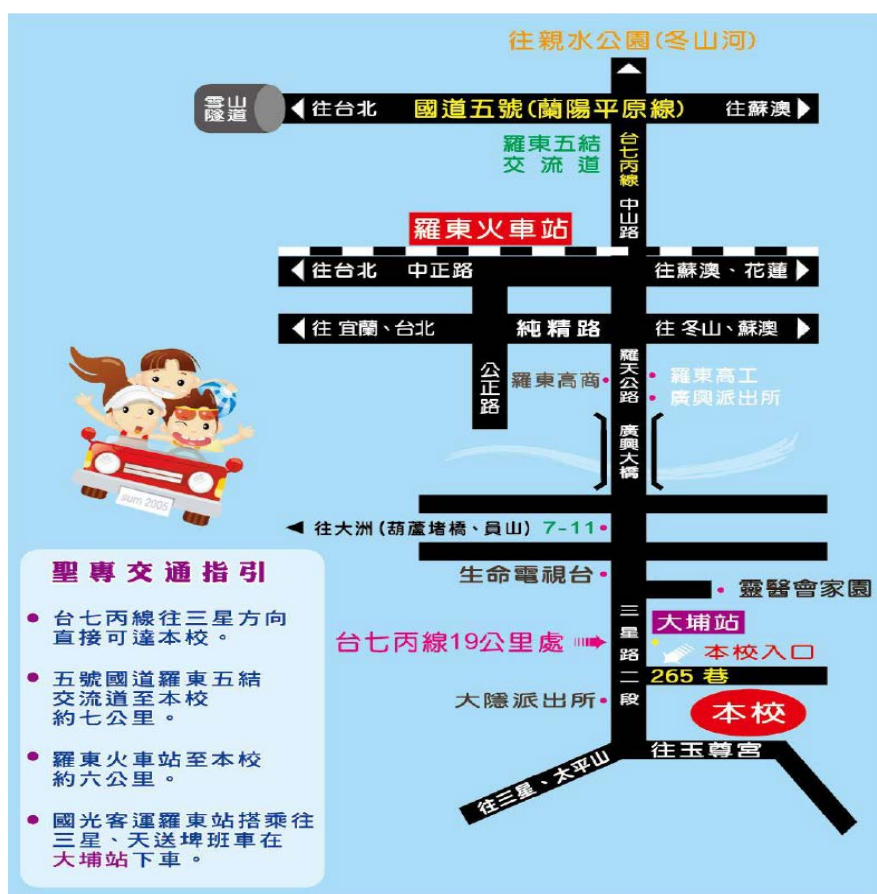 往親水公園(冬山河)
雪山
隧道
往台北 國道五號(蘭陽平原線) 往蘇澳
羅東五結
交流道
台七丙線 中山路
羅東火車站
往台北 中正路 往蘇澳、花蓮
往 宜蘭、台北 純精路 往 冬山、蘇澳
公正路
羅東高商
羅天公路
羅東高工
廣興派出所
廣興大橋
往大洲(葫蘆堵橋、員山) 7-11
生命電視台
靈醫會家園
三星路二段
大埔站
台七丙線19公里處
本校入口
265 巷
大隱派出所
本校
往玉尊宮
往三星、太平山
sum 2005
聖專交通指引
台七丙線往三星方向
直接可達本校。
五號國道羅東五結
交流道至本校
約七公里。
羅東火車站至本校
約六公里。
國光客運羅東站搭乘往
三星、天送埤班車在
大埔站下車。